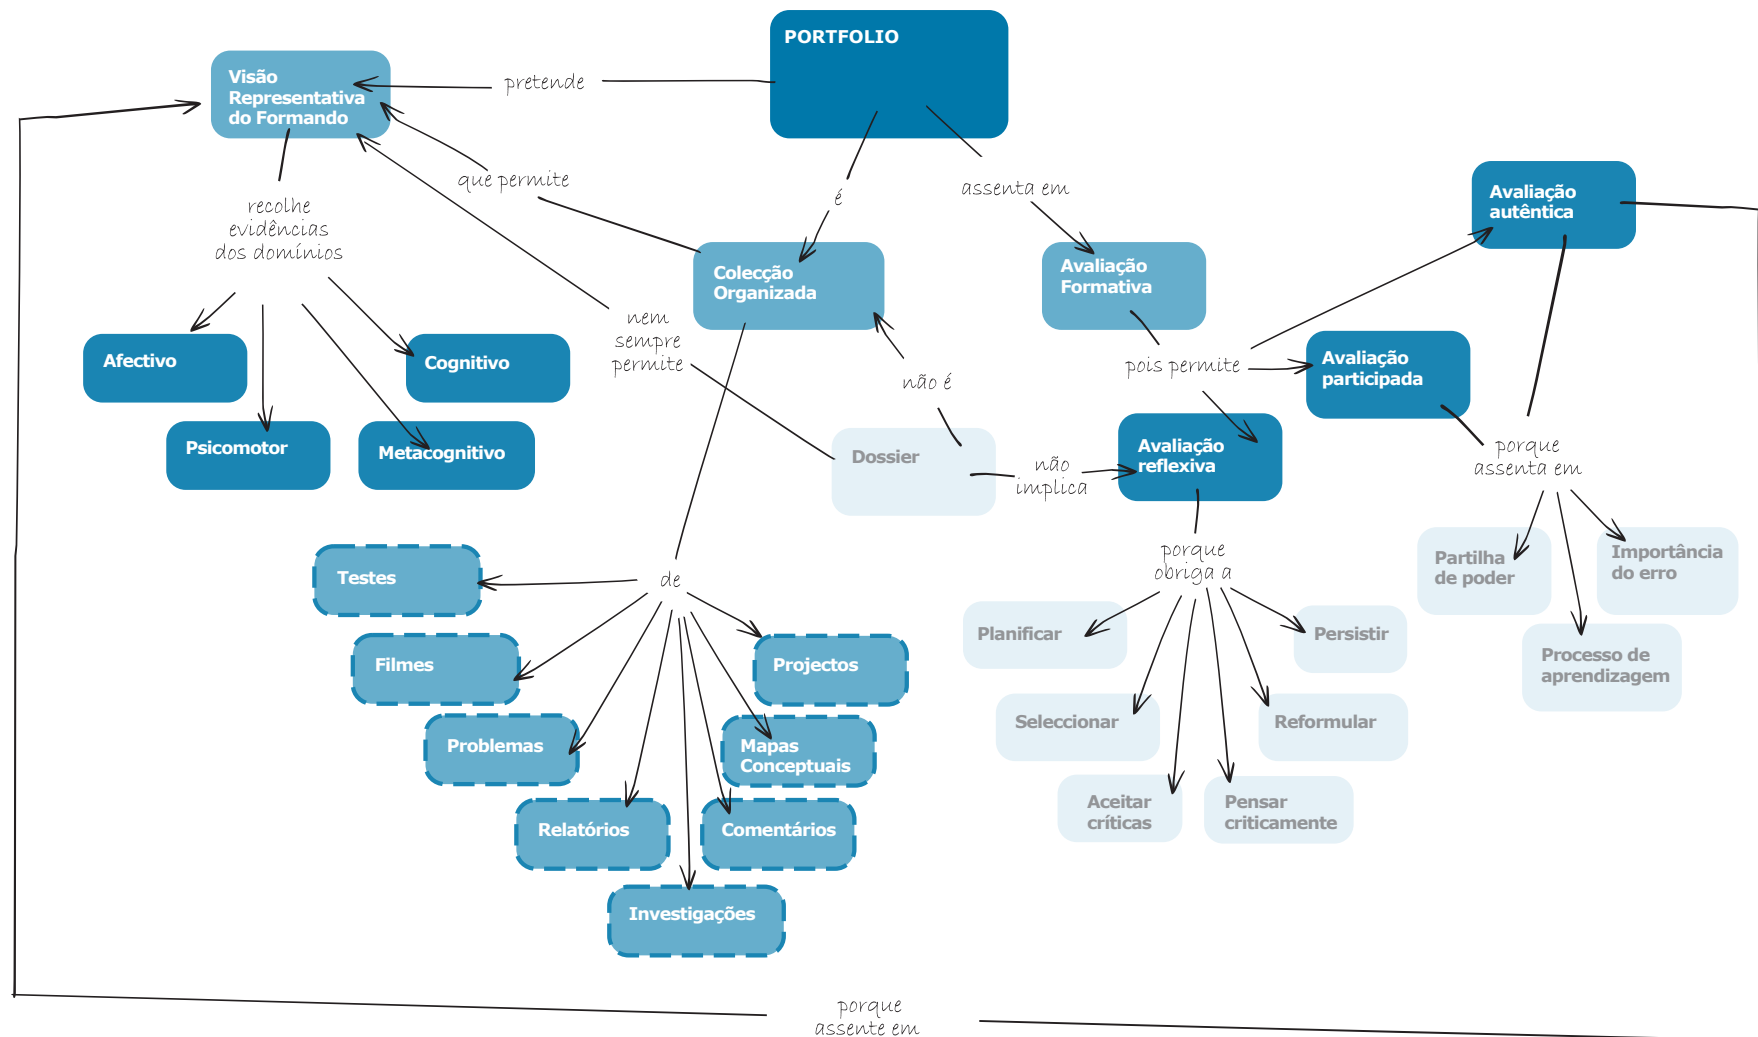 PORTFOLIO
Visão
Representativa
do Formando
pretende
que permite
é
assenta em
Avaliação
autêntica
recolhe
evidências
dos domínios
Colecção
Organizada
Avaliação
Formativa
nem
sempre
permite
não é
pois permite
Avaliação
participada
Afectivo
Cognitivo
Psicomotor
Metacognitivo
Dossier
não
implica
Avaliação
reflexiva
porque
assenta em
porque
obriga a
Partilha
de poder
Importância
do erro
Processo de
aprendizagem
de
Testes
Filmes
Problemas
Relatórios
Investigações
Comentários
Mapas
Conceptuais
Projectos
Planificar
Persistir
Seleccionar
Reformular
Aceitar
críticas
Pensar
criticamente
porque
assente em